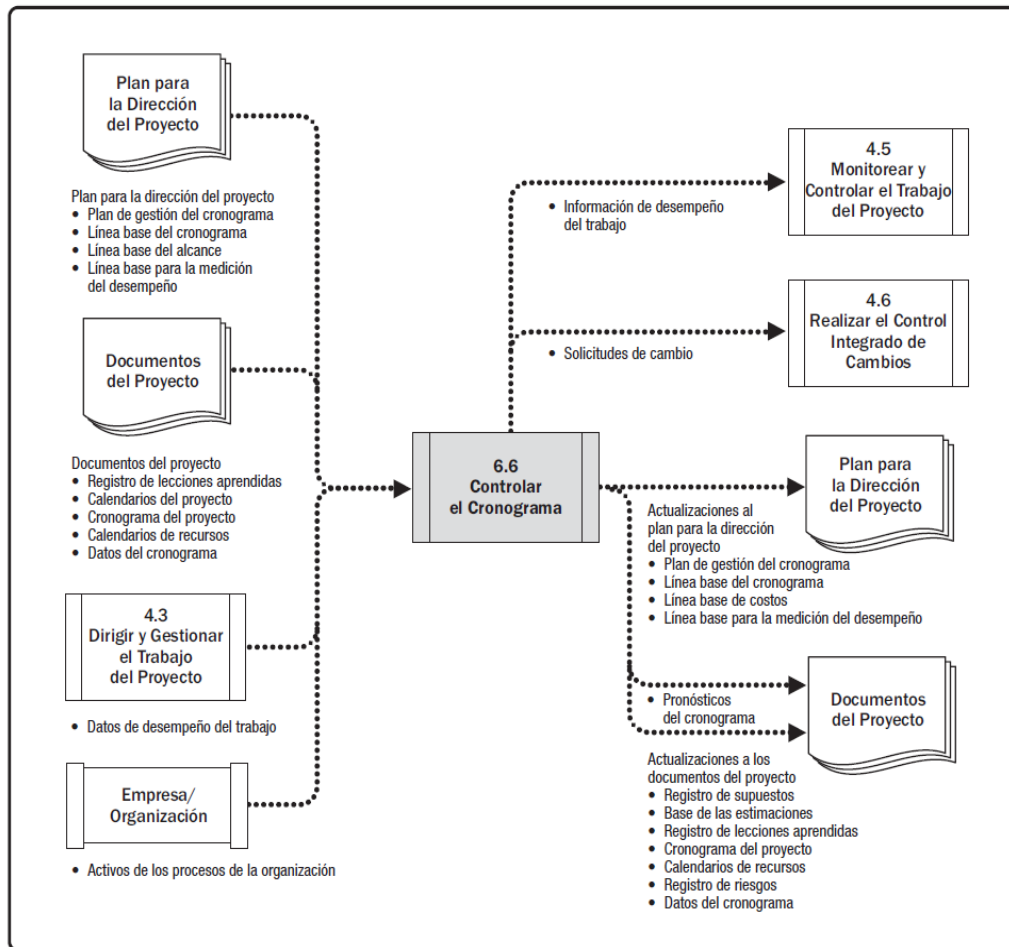 Plan para
la Dirección
del Proyecto
Plan para la dirección del proyecto
• Plan de gestión del cronograma
• Línea base del cronograma
• Línea base del alcance
• Línea base para la medición
del desempeño
Documentos
del Proyecto
Documentos del proyecto
• Registro de lecciones aprendidas
• Calendarios del proyecto
• Cronograma del proyecto
• Calendarios de recursos
• Datos del cronograma
4.3
Dirigir y Gestionar
el Trabajo
del Proyecto
• Datos de desempeño del trabajo
Empresa/
Organización
• Activos de los procesos de la organización
6.6
Controlar
el Cronograma
• Información de desempeño
del trabajo
4.5
Monitorear y
Controlar el Trabajo
del Proyecto
• Solicitudes de cambio
4.6
Realizar el Control
Integrado de
Cambios
Actualizaciones al
plan para la dirección
del proyecto
• Plan de gestión del cronograma
• Línea base del cronograma
• Línea base de costos
• Línea base para la medición del desempeño
Plan para
la Dirección
del Proyecto
• Pronósticos
del cronograma
Documentos
del Proyecto
Actualizaciones a los
documentos del proyecto
• Registro de supuestos
• Base de las estimaciones
• Registro de lecciones aprendidas
• Cronograma del proyecto
• Calendarios de recursos
• Registro de riesgos
• Datos del cronograma